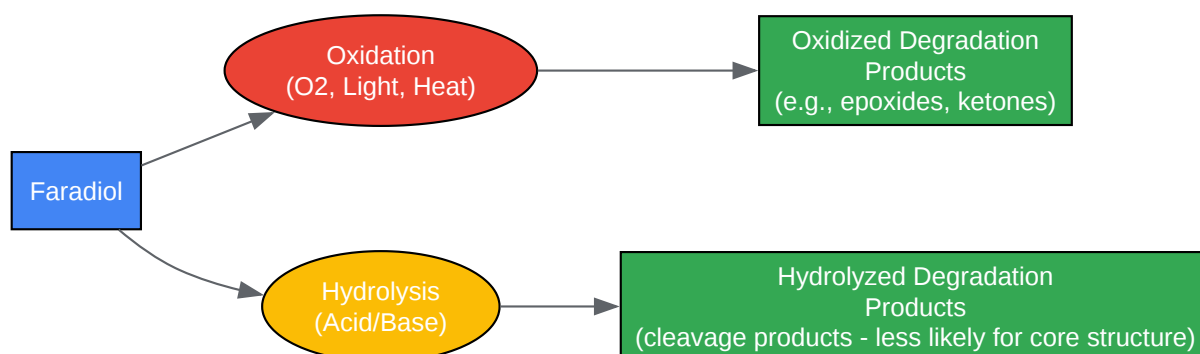 Oxidation
(O2, Light, Heat)
Oxidized Degradation
Products
(e.g., epoxides, ketones)
Faradiol
Hydrolysis
(Acid/Base)
Hydrolyzed Degradation
Products
(cleavage products - less likely for core structure)